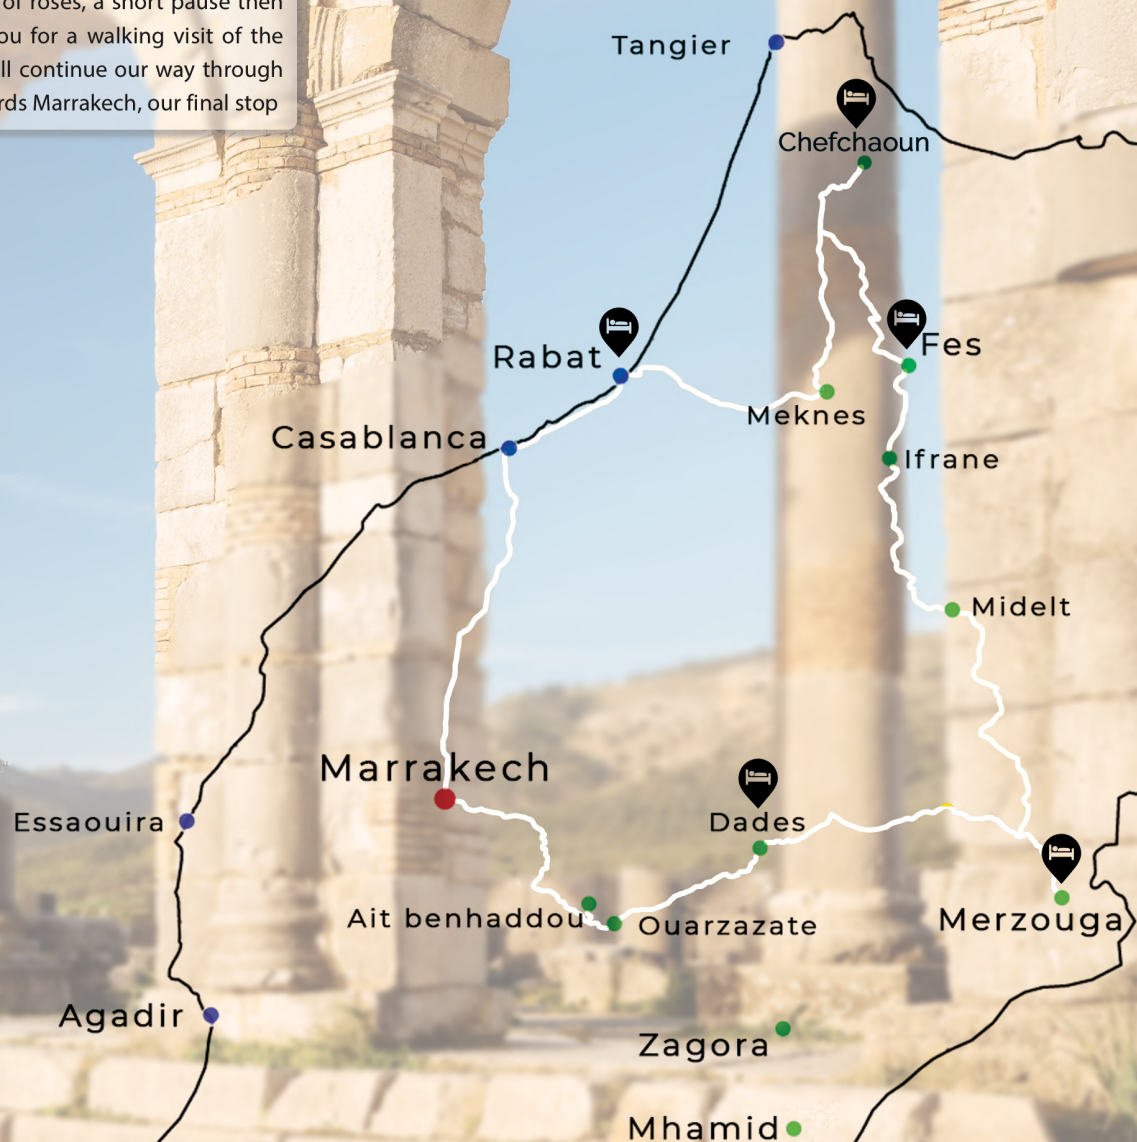 of roses, a short pause then
you for a walking visit of the
ll continue our way through
rds Marrakech, our final stop
Tangier
Chefchaoun
Rabat
Fes
Casablanca
Meknes
Ifrane
Midelt
Marrakech
Essaouira
Dades
Ait benhaddou
Ouarzazate
Merzouga
Agadir
Zagora
Mhamid